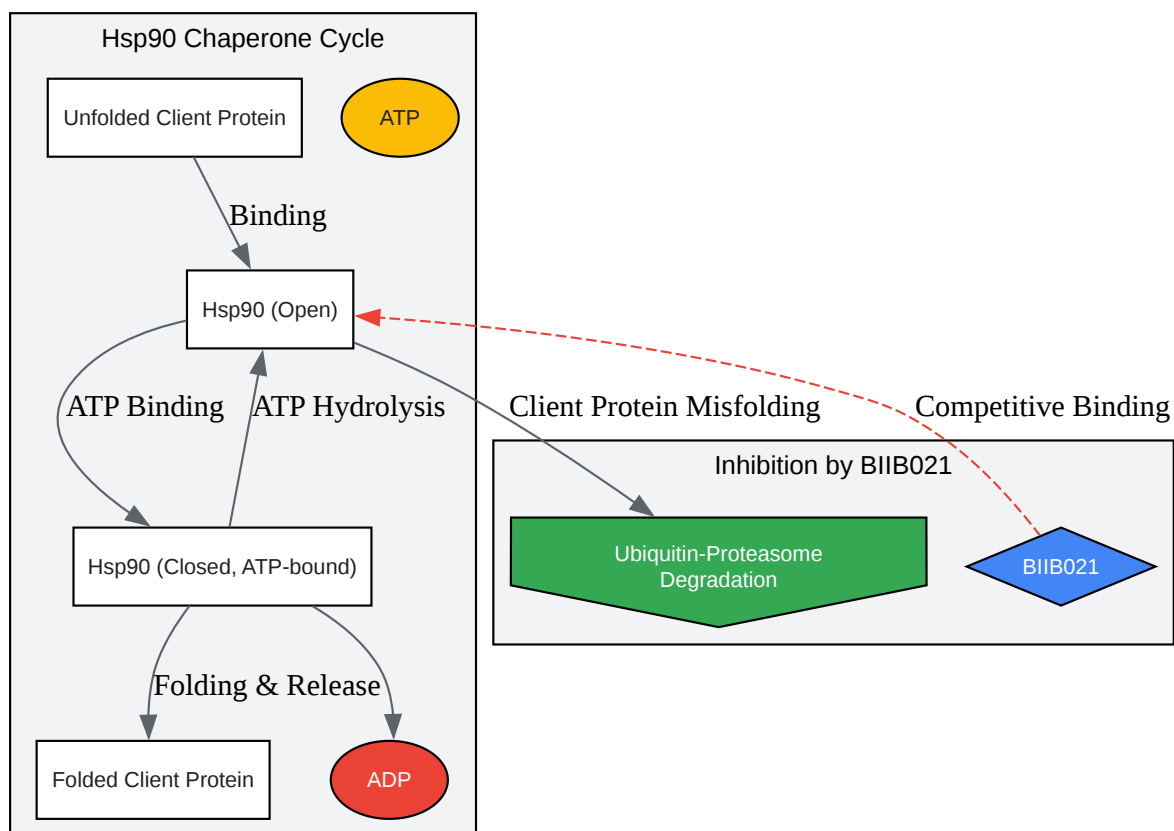 Hsp90 Chaperone Cycle
Unfolded Client Protein
ATP
Binding
Hsp90 (Open)
ATP Binding
ATP Hydrolysis
Client Protein Misfolding
Competitive Binding
Inhibition by BIIB021
Hsp90 (Closed, ATP-bound)
Ubiquitin-Proteasome
Degradation
BIIB021
Folding & Release
Folded Client Protein
ADP